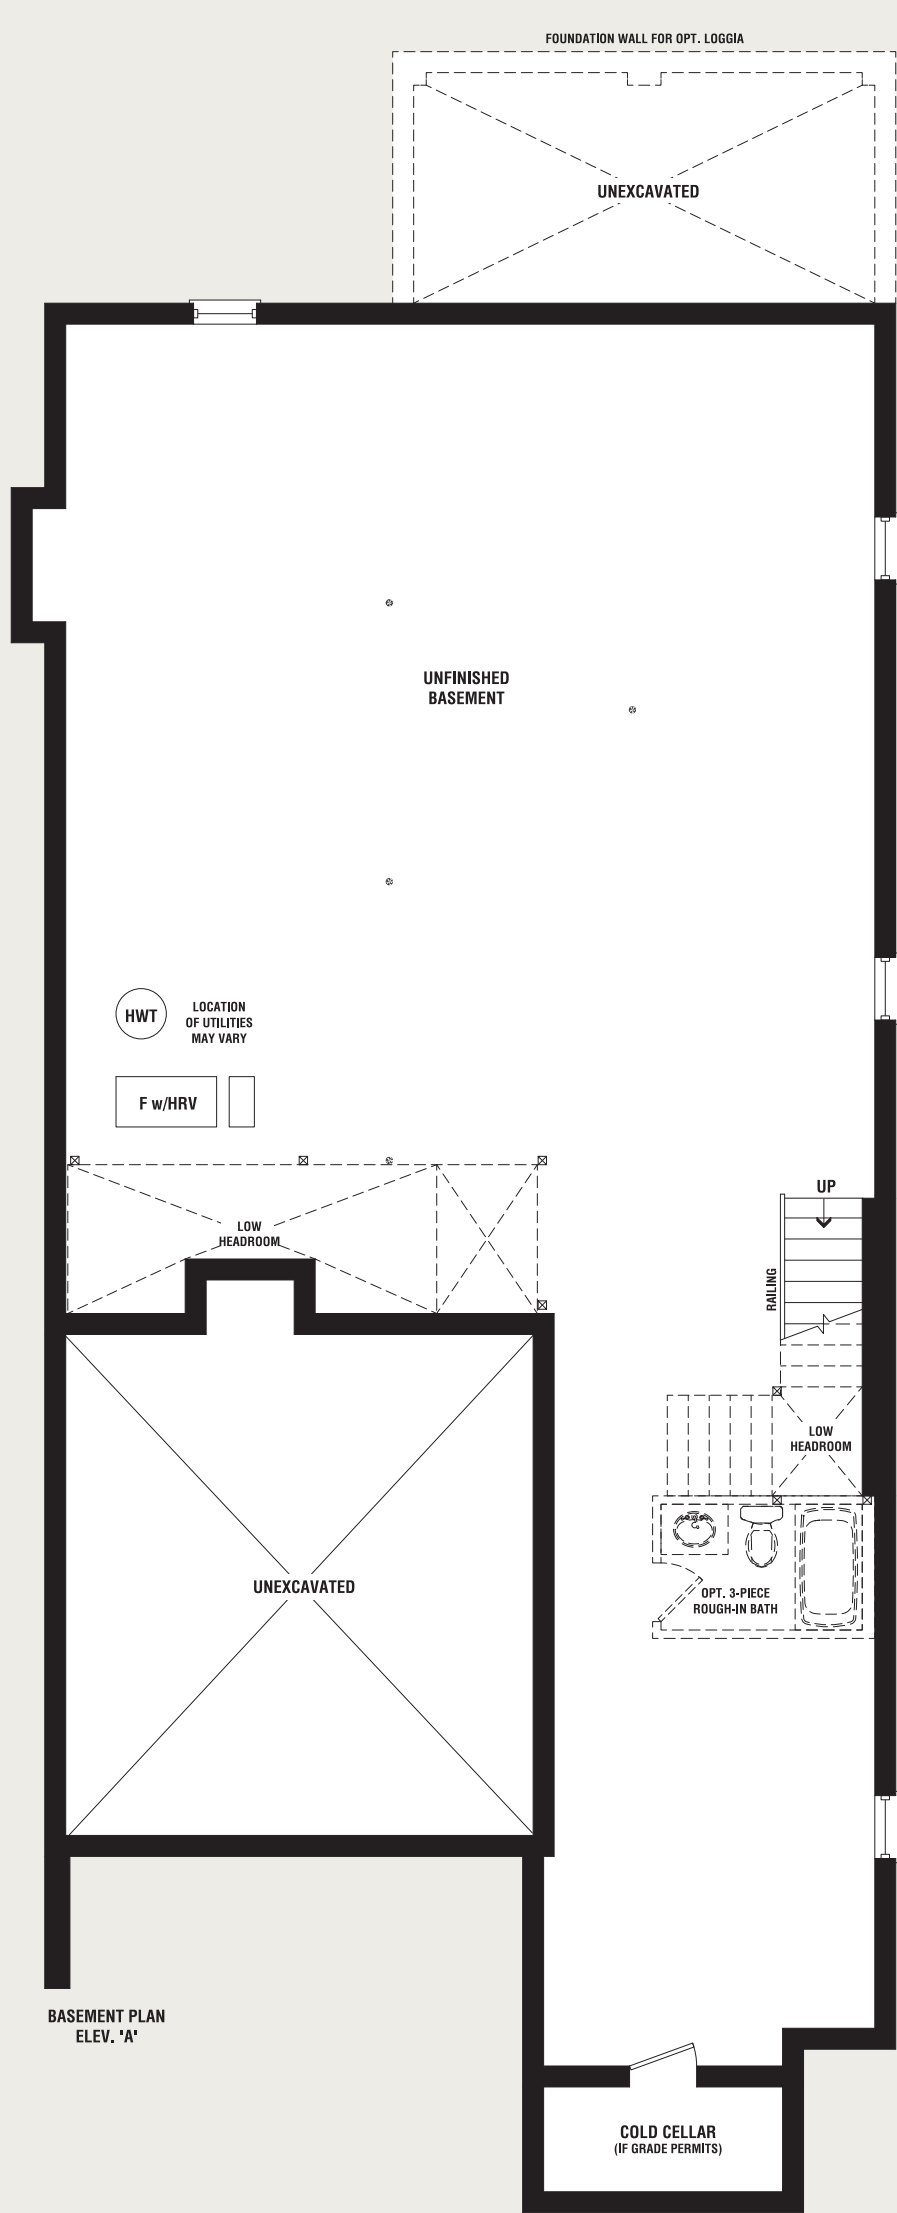 FOUNDATION WALL FOR OPT. LOGGIA
UNEXCAVATED
UNFINISHED
BASEMENT
HWT
LOCATION
OF UTILITIES
MAY VARY
F w/HRV
LOW
HEADROOM
UP
RAILING
LOW
HEADROOM
UNEXCAVATED
OPT. 3-PIECE
ROUGH-IN BATH
BASEMENT PLAN
ELEV. 'A'
COLD CELLAR
(IF GRADE PERMITS)